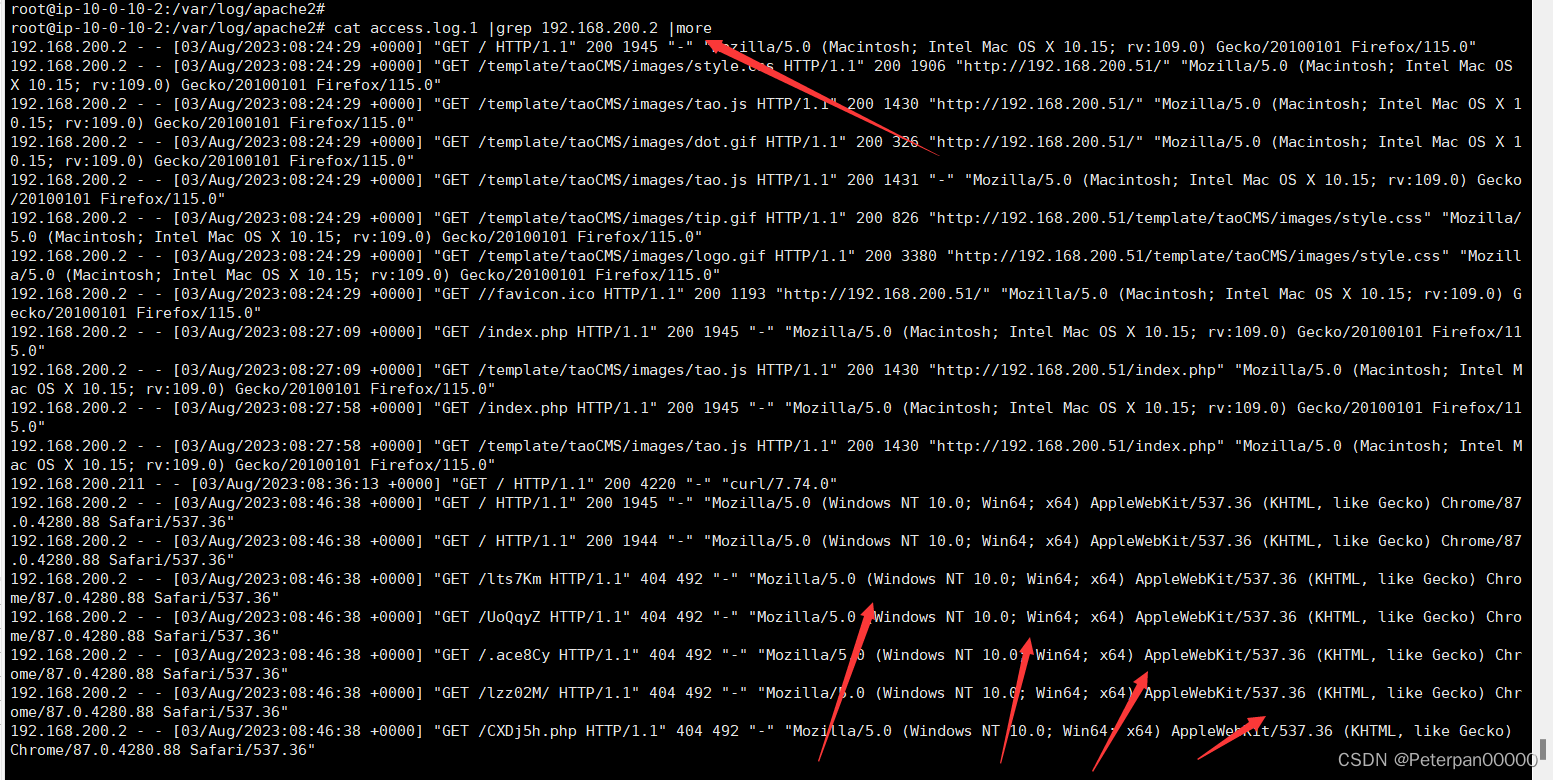 root@ip-10-0-10-2:/var/log/apache2#
root@ip-10-0-10-2:/var/log/apache2# cat access.log.1 |grep 192.168.200.2 |more
192.168.200.2 - - [03/Aug/2023:08:24:29 +0000] "GET / HTTP/1.1" 200 1945 "-" "Mozilla/5.0 (Macintosh; Intel Mac OS X 10.15; rv:109.0) Gecko/20100101 Firefox/115.0"
192.168.200.2 - - [03/Aug/2023:08:24:29 +0000] "GET /template/taoCMS/images/style.css HTTP/1.1" 200 1906 "http://192.168.200.51/" "Mozilla/5.0 (Macintosh; Intel Mac OS
X 10.15; rv:109.0) Gecko/20100101 Firefox/115.0"
192.168.200.2 - - [03/Aug/2023:08:24:29 +0000] "GET /template/taoCMS/images/tao.js HTTP/1.1" 200 1430 "http://192.168.200.51/" "Mozilla/5.0 (Macintosh; Intel Mac OS X 1
0.15; rv:109.0) Gecko/20100101 Firefox/115.0"
192.168.200.2 - - [03/Aug/2023:08:24:29 +0000] "GET /template/taoCMS/images/dot.gif HTTP/1.1" 200 326 "http://192.168.200.51/" "Mozilla/5.0 (Macintosh; Intel Mac OS X 1
0.15; rv:109.0) Gecko/20100101 Firefox/115.0"
192.168.200.2 - - [03/Aug/2023:08:24:29 +0000] "GET /template/taoCMS/images/tao.js HTTP/1.1" 200 1431 "-" "Mozilla/5.0 (Macintosh; Intel Mac OS X 10.15; rv:109.0) Gecko
/20100101 Firefox/115.0"
192.168.200.2 - - [03/Aug/2023:08:24:29 +0000] "GET /template/taoCMS/images/tip.gif HTTP/1.1" 200 826 "http://192.168.200.51/template/taoCMS/images/style.css" "Mozilla/
5.0 (Macintosh; Intel Mac OS X 10.15; rv:109.0) Gecko/20100101 Firefox/115.0"
192.168.200.2 - - [03/Aug/2023:08:24:29 +0000] "GET /template/taoCMS/images/logo.gif HTTP/1.1" 200 3380 "http://192.168.200.51/template/taoCMS/images/style.css" "Mozill
a/5.0 (Macintosh; Intel Mac OS X 10.15; rv:109.0) Gecko/20100101 Firefox/115.0"
192.168.200.2 - - [03/Aug/2023:08:24:29 +0000] "GET //favicon.ico HTTP/1.1" 200 1193 "http://192.168.200.51/" "Mozilla/5.0 (Macintosh; Intel Mac OS X 10.15; rv:109.0) G
ecko/20100101 Firefox/115.0"
192.168.200.2 - - [03/Aug/2023:08:27:09 +0000] "GET /index.php HTTP/1.1" 200 1945 "-" "Mozilla/5.0 (Macintosh; Intel Mac OS X 10.15; rv:109.0) Gecko/20100101 Firefox/11
5.0"
192.168.200.2 - - [03/Aug/2023:08:27:09 +0000] "GET /template/taoCMS/images/tao.js HTTP/1.1" 200 1430 "http://192.168.200.51/index.php" "Mozilla/5.0 (Macintosh; Intel M
ac OS X 10.15; rv:109.0) Gecko/20100101 Firefox/115.0"
192.168.200.2 - - [03/Aug/2023:08:27:58 +0000] "GET /index.php HTTP/1.1" 200 1945 "-" "Mozilla/5.0 (Macintosh; Intel Mac OS X 10.15; rv:109.0) Gecko/20100101 Firefox/11
5.0"
192.168.200.2 - - [03/Aug/2023:08:27:58 +0000] "GET /template/taoCMS/images/tao.js HTTP/1.1" 200 1430 "http://192.168.200.51/index.php" "Mozilla/5.0 (Macintosh; Intel M
ac OS X 10.15; rv:109.0) Gecko/20100101 Firefox/115.0"
192.168.200.211 - - [03/Aug/2023:08:36:13 +0000] "GET / HTTP/1.1" 200 4220 "-" "curl/7.74.0"
192.168.200.2 - - [03/Aug/2023:08:46:38 +0000] "GET / HTTP/1.1" 200 1945 "-" "Mozilla/5.0 (Windows NT 10.0; Win64; x64) AppleWebKit/537.36 (KHTML, like Gecko) Chrome/87
.0.4280.88 Safari/537.36"
192.168.200.2 - - [03/Aug/2023:08:46:38 +0000] "GET / HTTP/1.1" 200 1944 "-" "Mozilla/5.0 (Windows NT 10.0; Win64; x64) AppleWebKit/537.36 (KHTML, like Gecko) Chrome/87
.0.4280.88 Safari/537.36"
192.168.200.2 - - [03/Aug/2023:08:46:38 +0000] "GET /lts7Km HTTP/1.1" 404 492 "-" "Mozilla/5.0 (Windows NT 10.0; Win64; x64) AppleWebKit/537.36 (KHTML, like Gecko) Chro
me/87.0.4280.88 Safari/537.36"
192.168.200.2 - - [03/Aug/2023:08:46:38 +0000] "GET /UoQqyZ HTTP/1.1" 404 492 "-" "Mozilla/5.0 (Windows NT 10.0; Win64; x64) AppleWebKit/537.36 (KHTML, like Gecko) Chro
me/87.0.4280.88 Safari/537.36"
192.168.200.2 - - [03/Aug/2023:08:46:38 +0000] "GET /.ace8Cy HTTP/1.1" 404 492 "-" "Mozilla/5.0 (Windows NT 10.0; Win64; x64) AppleWebKit/537.36 (KHTML, like Gecko) Chr
ome/87.0.4280.88 Safari/537.36"
192.168.200.2 - - [03/Aug/2023:08:46:38 +0000] "GET /lzz02M/ HTTP/1.1" 404 492 "-" "Mozilla/5.0 (Windows NT 10.0; Win64; x64) AppleWebKit/537.36 (KHTML, like Gecko) Chr
ome/87.0.4280.88 Safari/537.36"
192.168.200.2 - - [03/Aug/2023:08:46:38 +0000] "GET /CXDj5h.php HTTP/1.1" 404 492 "-" "Mozilla/5.0 (Windows NT 10.0; Win64; x64) AppleWebKit/537.36 (KHTML, like Gecko)
Chrome/87.0.4280.88 Safari/537.36"
CSDN @Peterpan00000